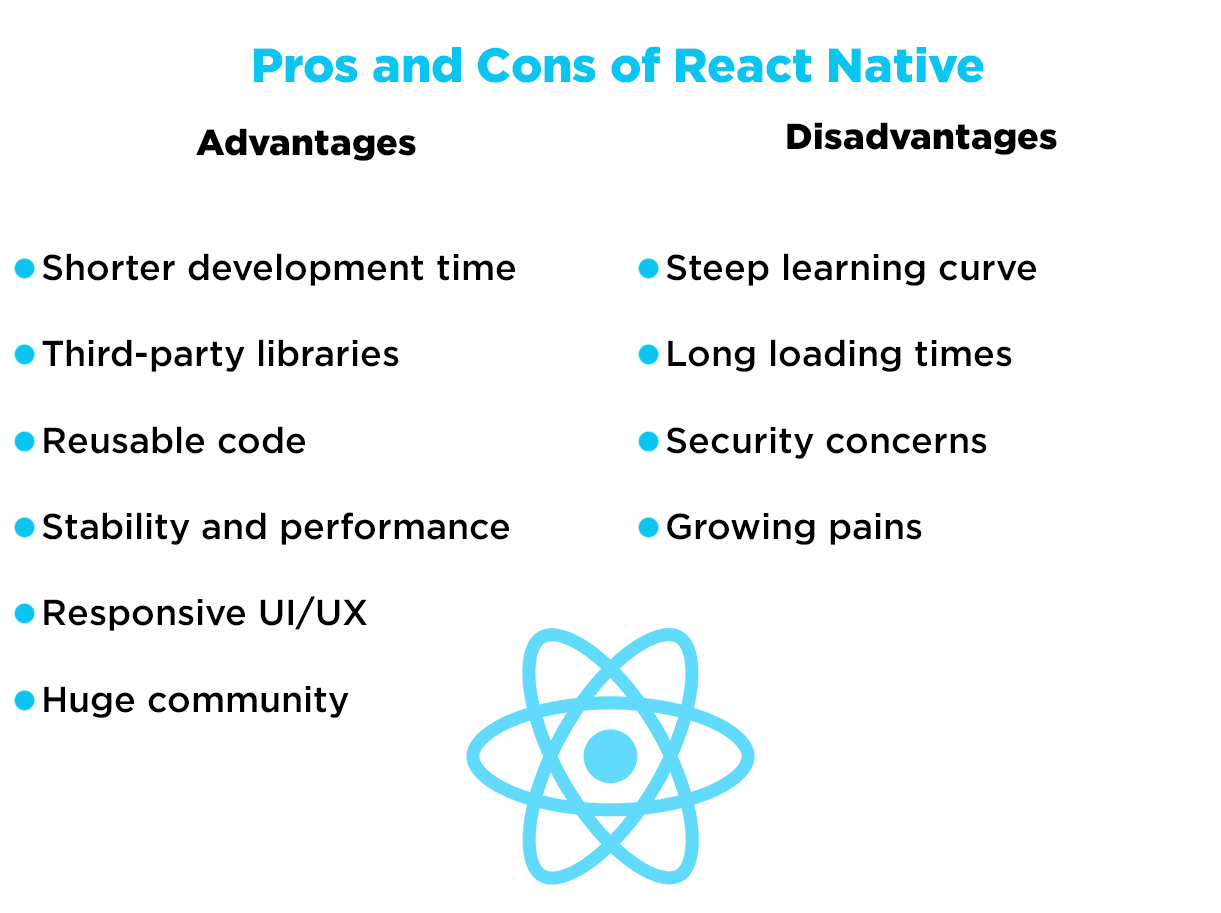 Pros and Cons of React Native
Advantages
Shorter development time
Third-party libraries
Reusable code
Stability and performance
Responsive UI/UX
Huge community
Disadvantages
Steep learning curve
Long loading times
Security concerns
Growing pains